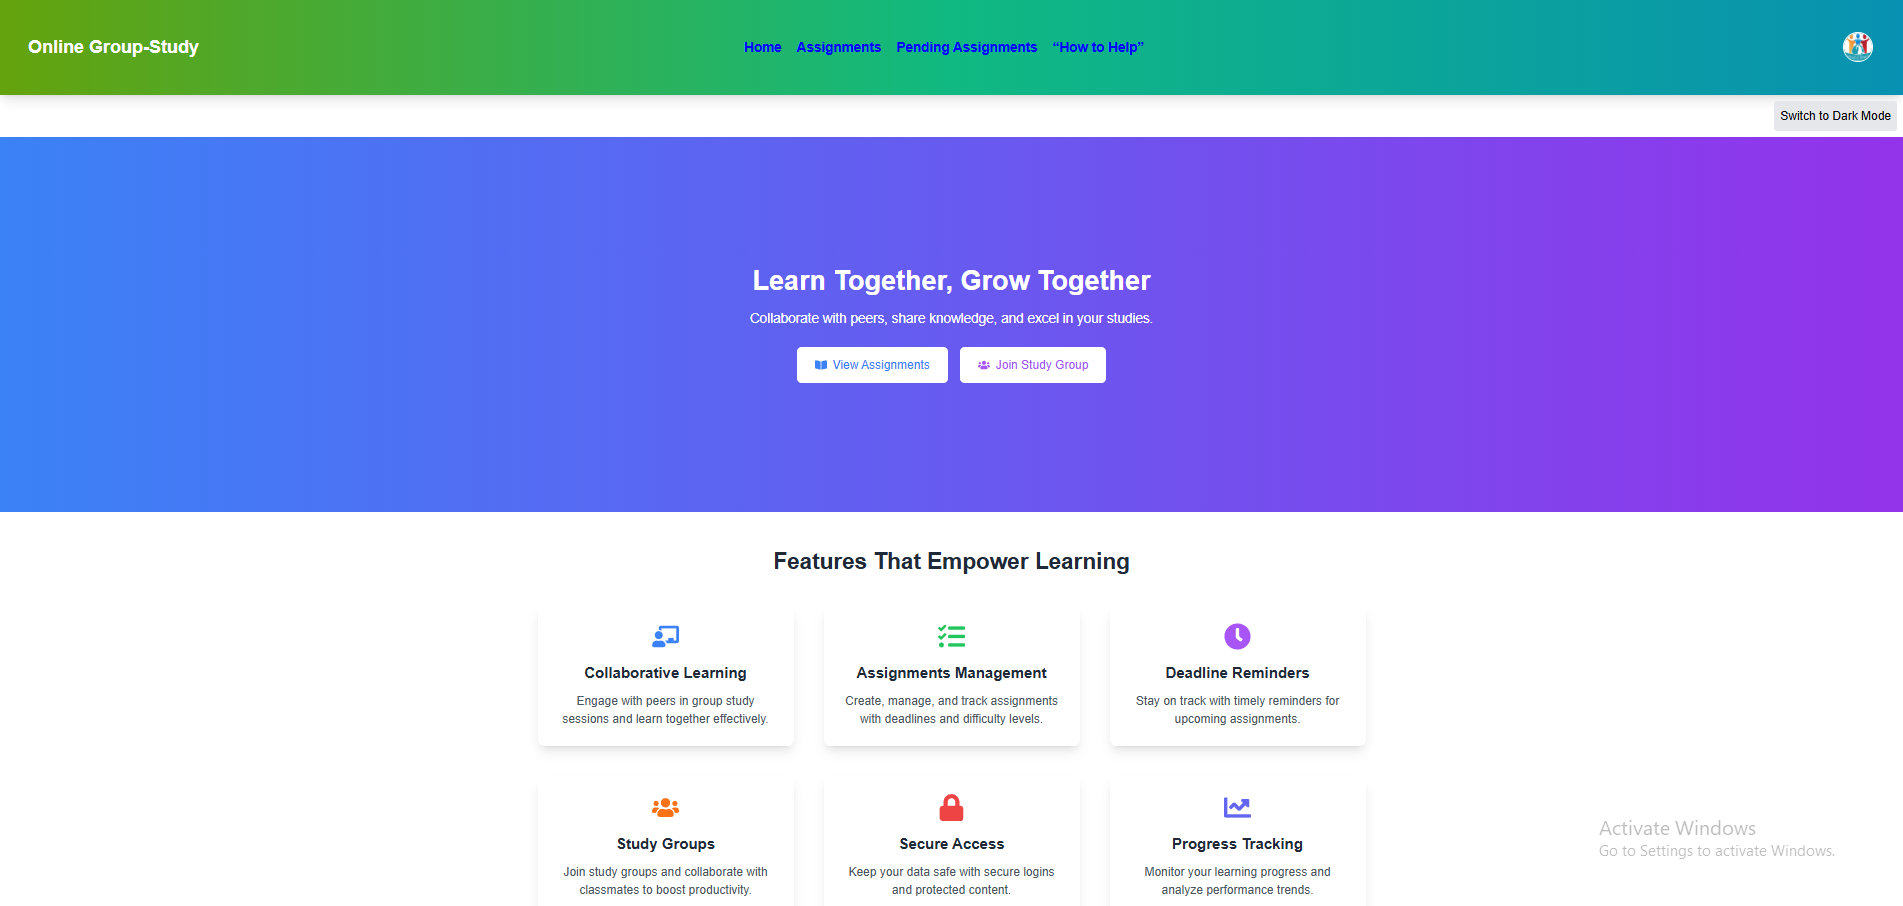 Online Group-Study
Home Assignments Pending Assignments “How to Help”
Switch to Dark Mode
Learn Together, Grow Together
Collaborate with peers, share knowledge, and excel in your studies.
View Assignments Join Study Group
Features That Empower Learning
Collaborative Learning
Engage with peers in group study
sessions and learn together effectively.
Assignments Management
Create, manage, and track assignments
with deadlines and difficulty levels.
Deadline Reminders
Stay on track with timely reminders for
upcoming assignments.
Study Groups
Join study groups and collaborate with
classmates to boost productivity.
Secure Access
Keep your data safe with secure logins
and protected content.
Progress Tracking
Monitor your learning progress and
analyze performance trends.
Activate Windows
Go to Settings to activate Windows.